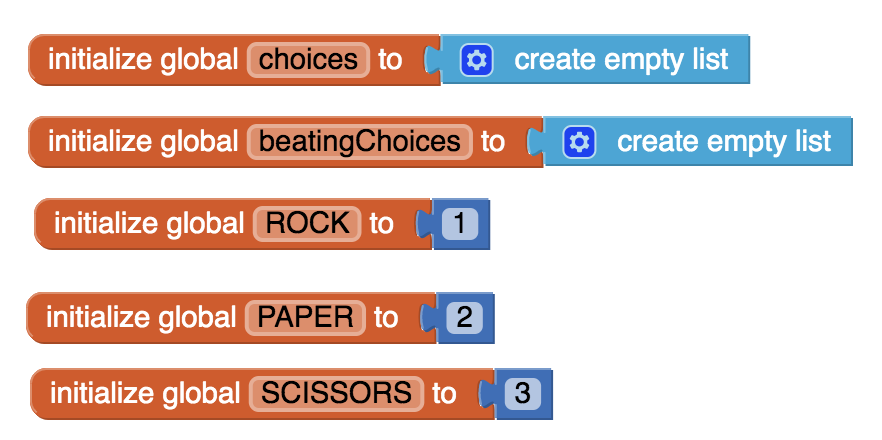 initialize global choices to create empty list
initialize global beatingChoices to create empty list
initialize global ROCK to 1
initialize global PAPER to 2
initialize global SCISSORS to 3